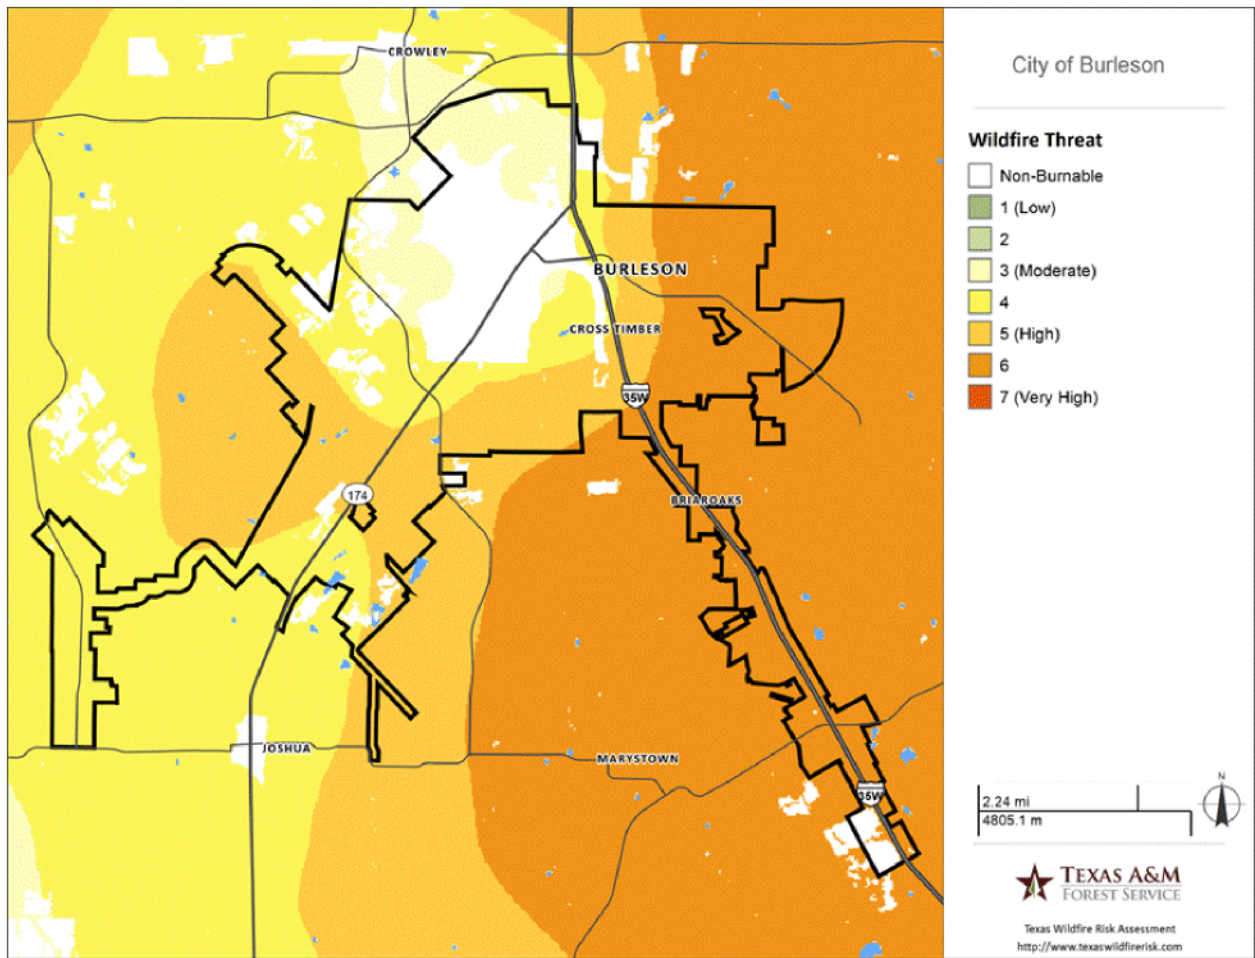 CROWLEY
BURLESON
CROSS TIMBER
35W
174
BRIAROAKS
JOSHUA
MARYSTOWN
35W
City of Burleson
Wildfire Threat
Non-Burnable
1 (Low)
2
3 (Moderate)
4
5 (High)
6
7 (Very High)
N
2.24 mi
4805.1 m
TEXAS A&M
FOREST SERVICE
Texas Wildfire Risk Assessment
http://www.texaswildfirerisk.com